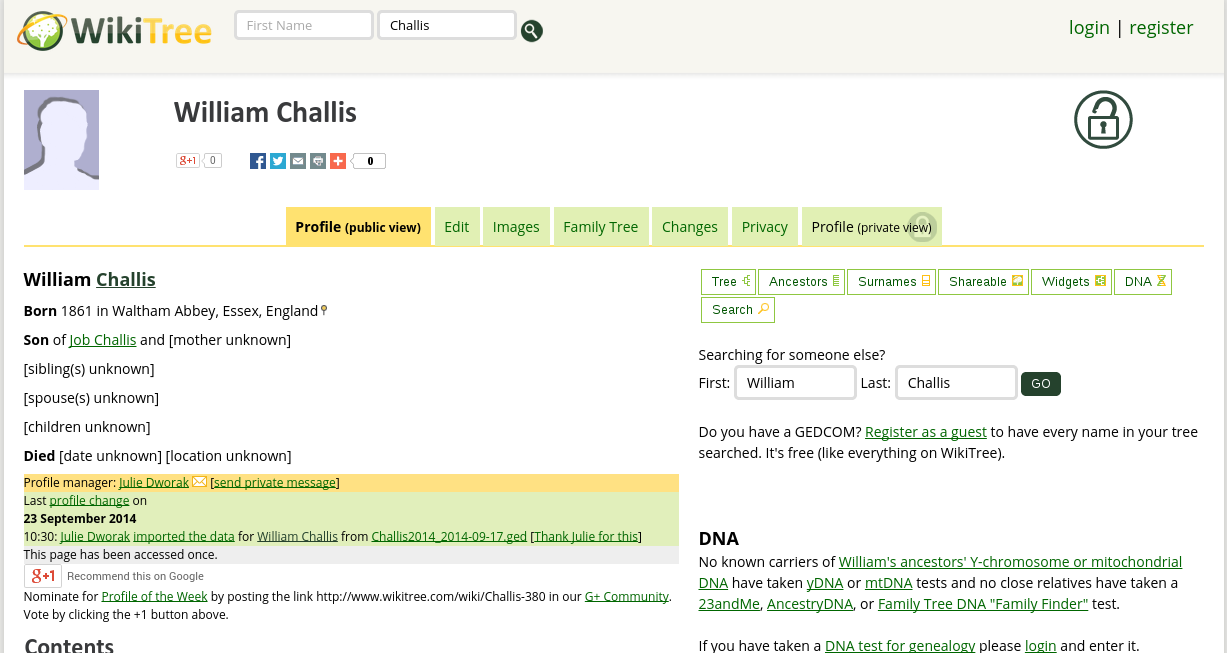 WikiTree First Name Challis login | register
William Challis
g+1 0 0
Profile (public view) Edit Images Family Tree Changes Privacy Profile (private view)
William Challis
Born 1861 in Waltham Abbey, Essex, England
Son of Job Challis and [mother unknown]
[sibling(s) unknown]
[spouse(s) unknown]
[children unknown]
Died [date unknown] [location unknown]
Profile manager: Julie Dworak [send private message]
Last profile change on
23 September 2014
10:30: Julie Dworak imported the data for William Challis from Challis2014_2014-09-17.ged [Thank Julie for this]
This page has been accessed once.
g+1 Recommend this on Google
Nominate for Profile of the Week by posting the link http://www.wikitree.com/wiki/Challis-380 in our G+ Community.
Vote by clicking the +1 button above.
Contents
Tree Ancestors Surnames Shareable Widgets DNA
Search
Searching for someone else?
First: William Last: Challis GO
Do you have a GEDCOM? Register as a guest to have every name in your tree
searched. It's free (like everything on WikiTree).
DNA
No known carriers of William's ancestors' Y-chromosome or mitochondrial
DNA have taken yDNA or mtDNA tests and no close relatives have taken a
23andMe, AncestryDNA, or Family Tree DNA "Family Finder" test.
If you have taken a DNA test for genealogy please login and enter it.